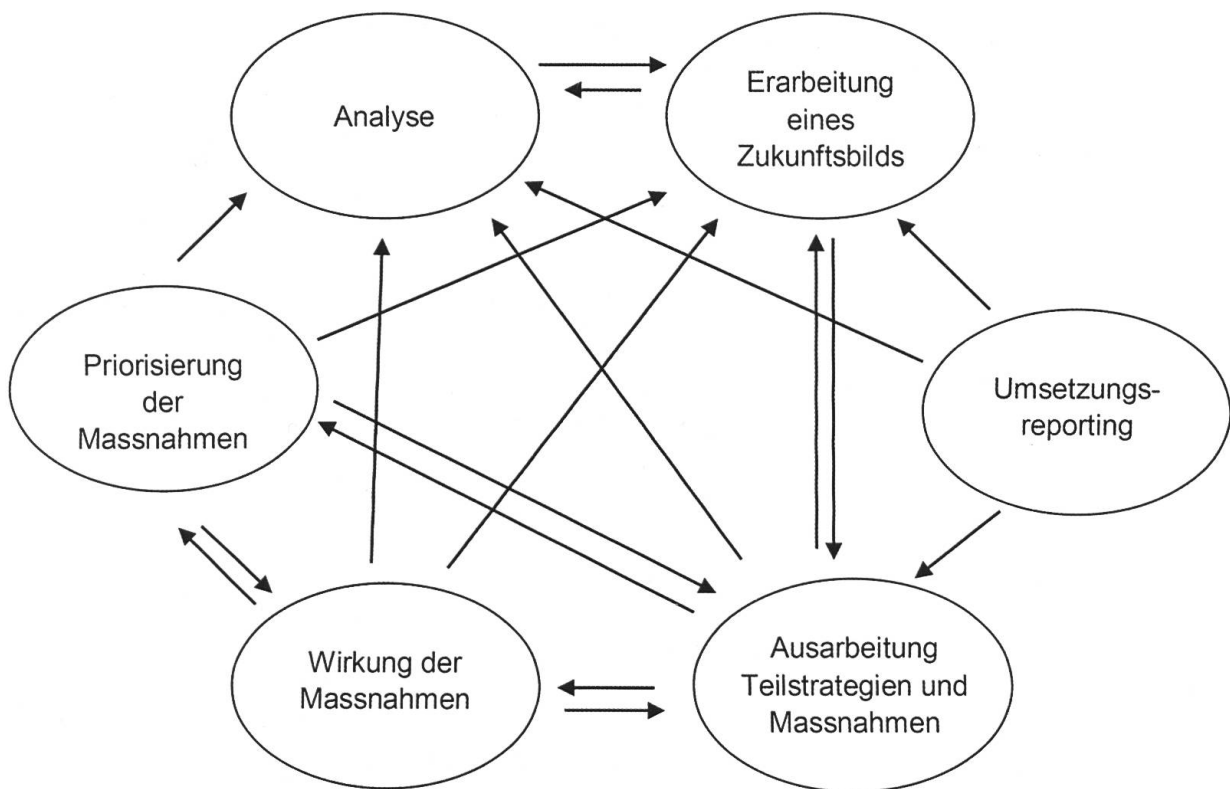 Analyse
Erarbeitung
eines
Zukunftsbilds
Priorisierung
der
Massnahmen
Umsetzungs-
reporting
Wirkung der
Massnahmen
Ausarbeitung
Teilstrategien und
Massnahmen